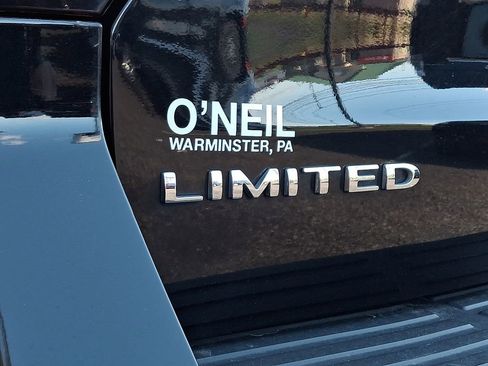 O'NEIL
WARMINSTER, PA
LIMITED